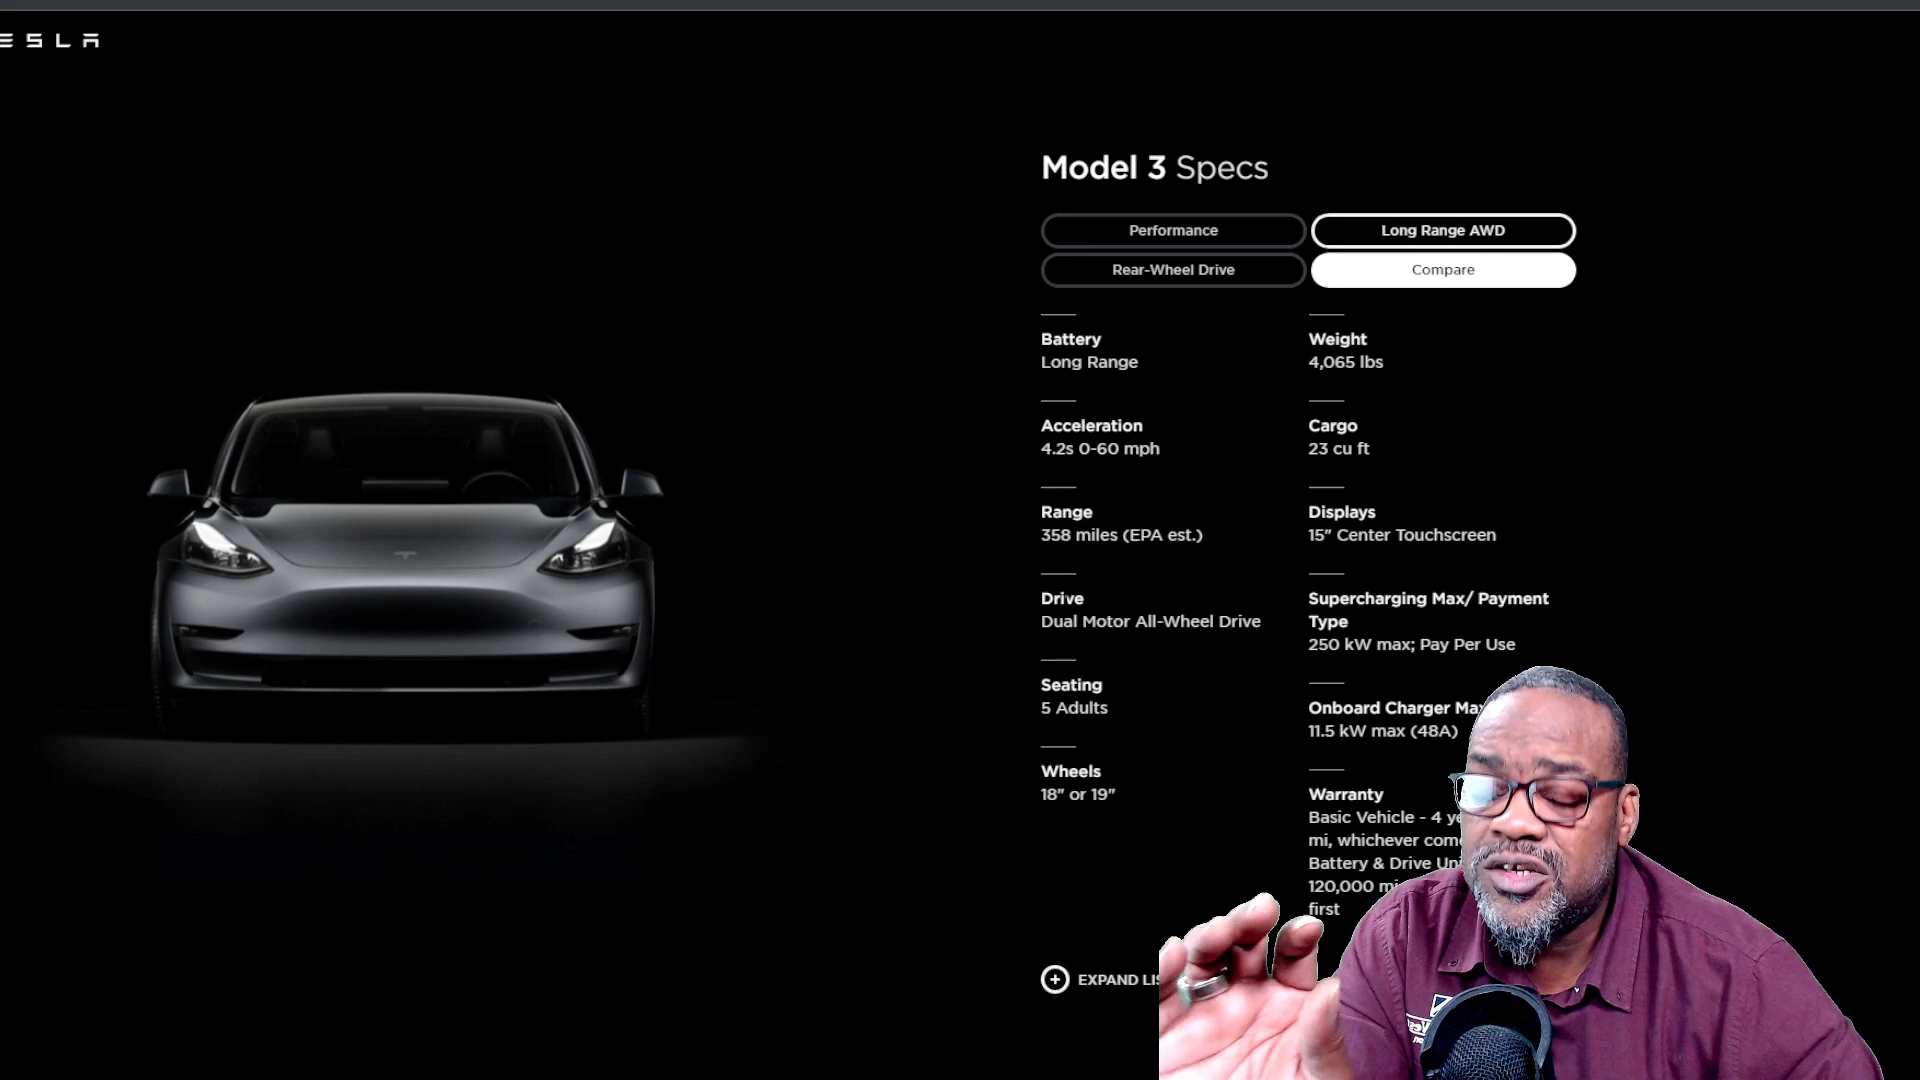 ESLA
Model 3 Specs
Performance
Long Range AWD
Rear-Wheel Drive
Compare
Battery
Long Range
Acceleration
4.2s 0-60 mph
Range
358 miles (EPA est.)
Drive
Dual Motor All-Wheel Drive
Seating
5 Adults
Wheels
18" or 19"
Weight
4,065 lbs
Cargo
23 cu ft
Displays
15" Center Touchscreen
Supercharging Max/ Payment
Type
250 kW max; Pay Per Use
Onboard Charger Max
11.5 kW max (48A)
Warranty
Basic Vehicle - 4
mi, whichever
Battery & Drive
120,000 mi
first
EXPAND